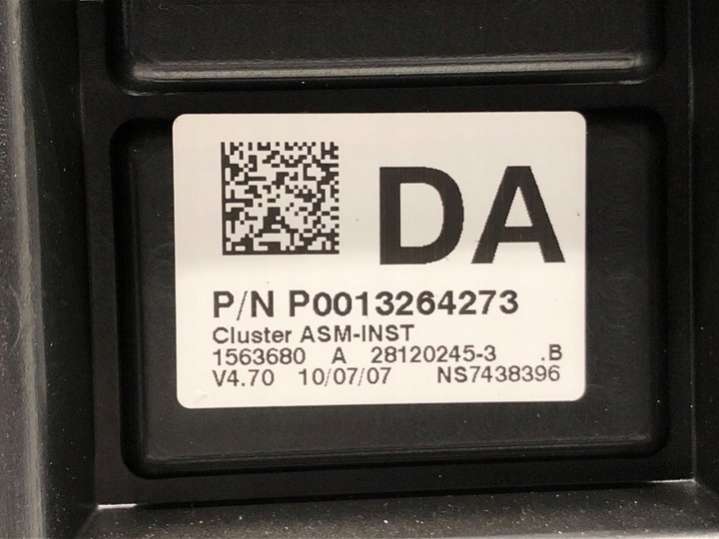 DA
P/N P0013264273
Cluster ASM-INST
1563680 A 28120245-3 .B
V4.70 10/07/07 NS7438396